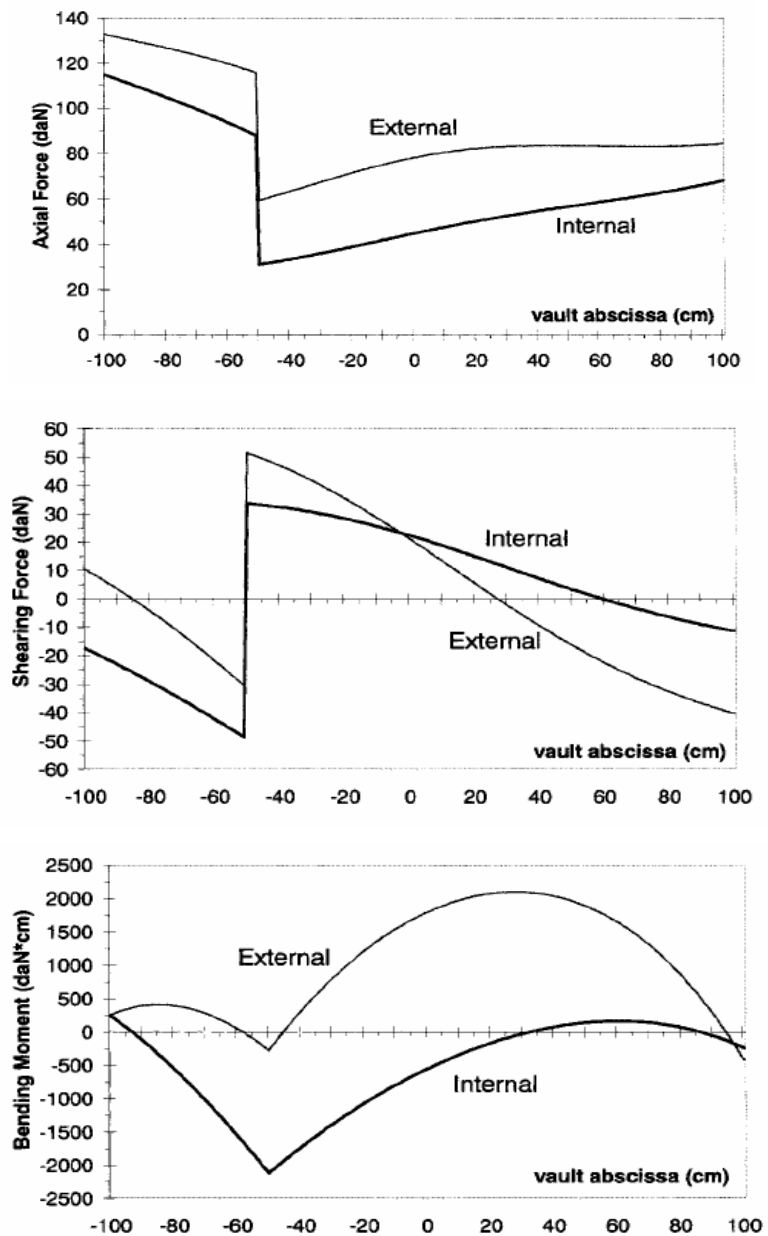 140
120
100
80
60
40
20
0
Axial Force (daN)
External
Internal
vault abscissa (cm)
-100 -80 -60 -40 -20 0 20 40 60 80 100
60
50
40
30
20
10
0
-10
-20
-30
-40
-50
-60
Shearing Force (daN)
Internal
External
vault abscissa (cm)
-100 -80 -60 -40 -20 0 20 40 60 80 100
2500
2000
1500
1000
500
0
-500
-1000
-1500
-2000
-2500
Bending Moment (daN*cm)
External
Internal
vault abscissa (cm)
-100 -80 -60 -40 -20 0 20 40 60 80 100